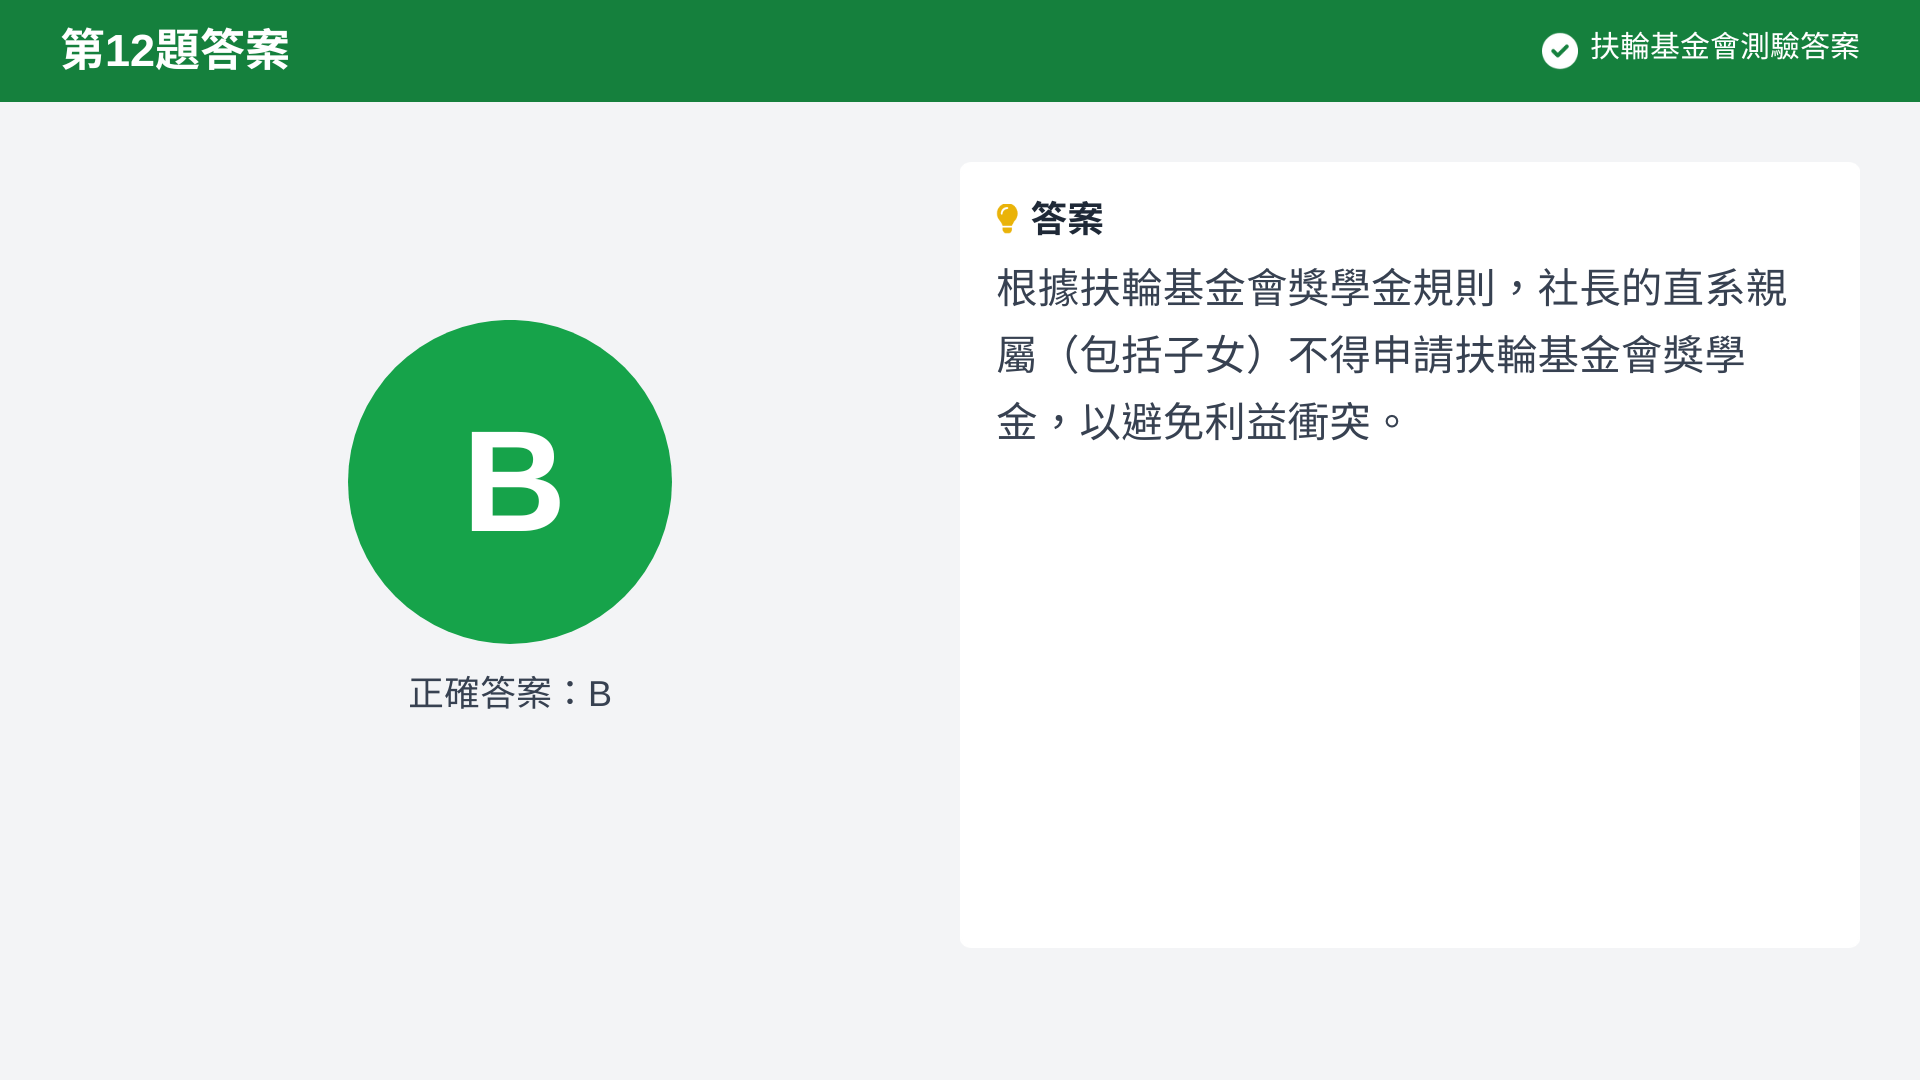 第12題答案
扶輪基金會測驗答案
B
正確答案：B
答案
根據扶輪基金會獎學金規則，社長的直系親
屬（包括子女）不得申請扶輪基金會獎學
金，以避免利益衝突。